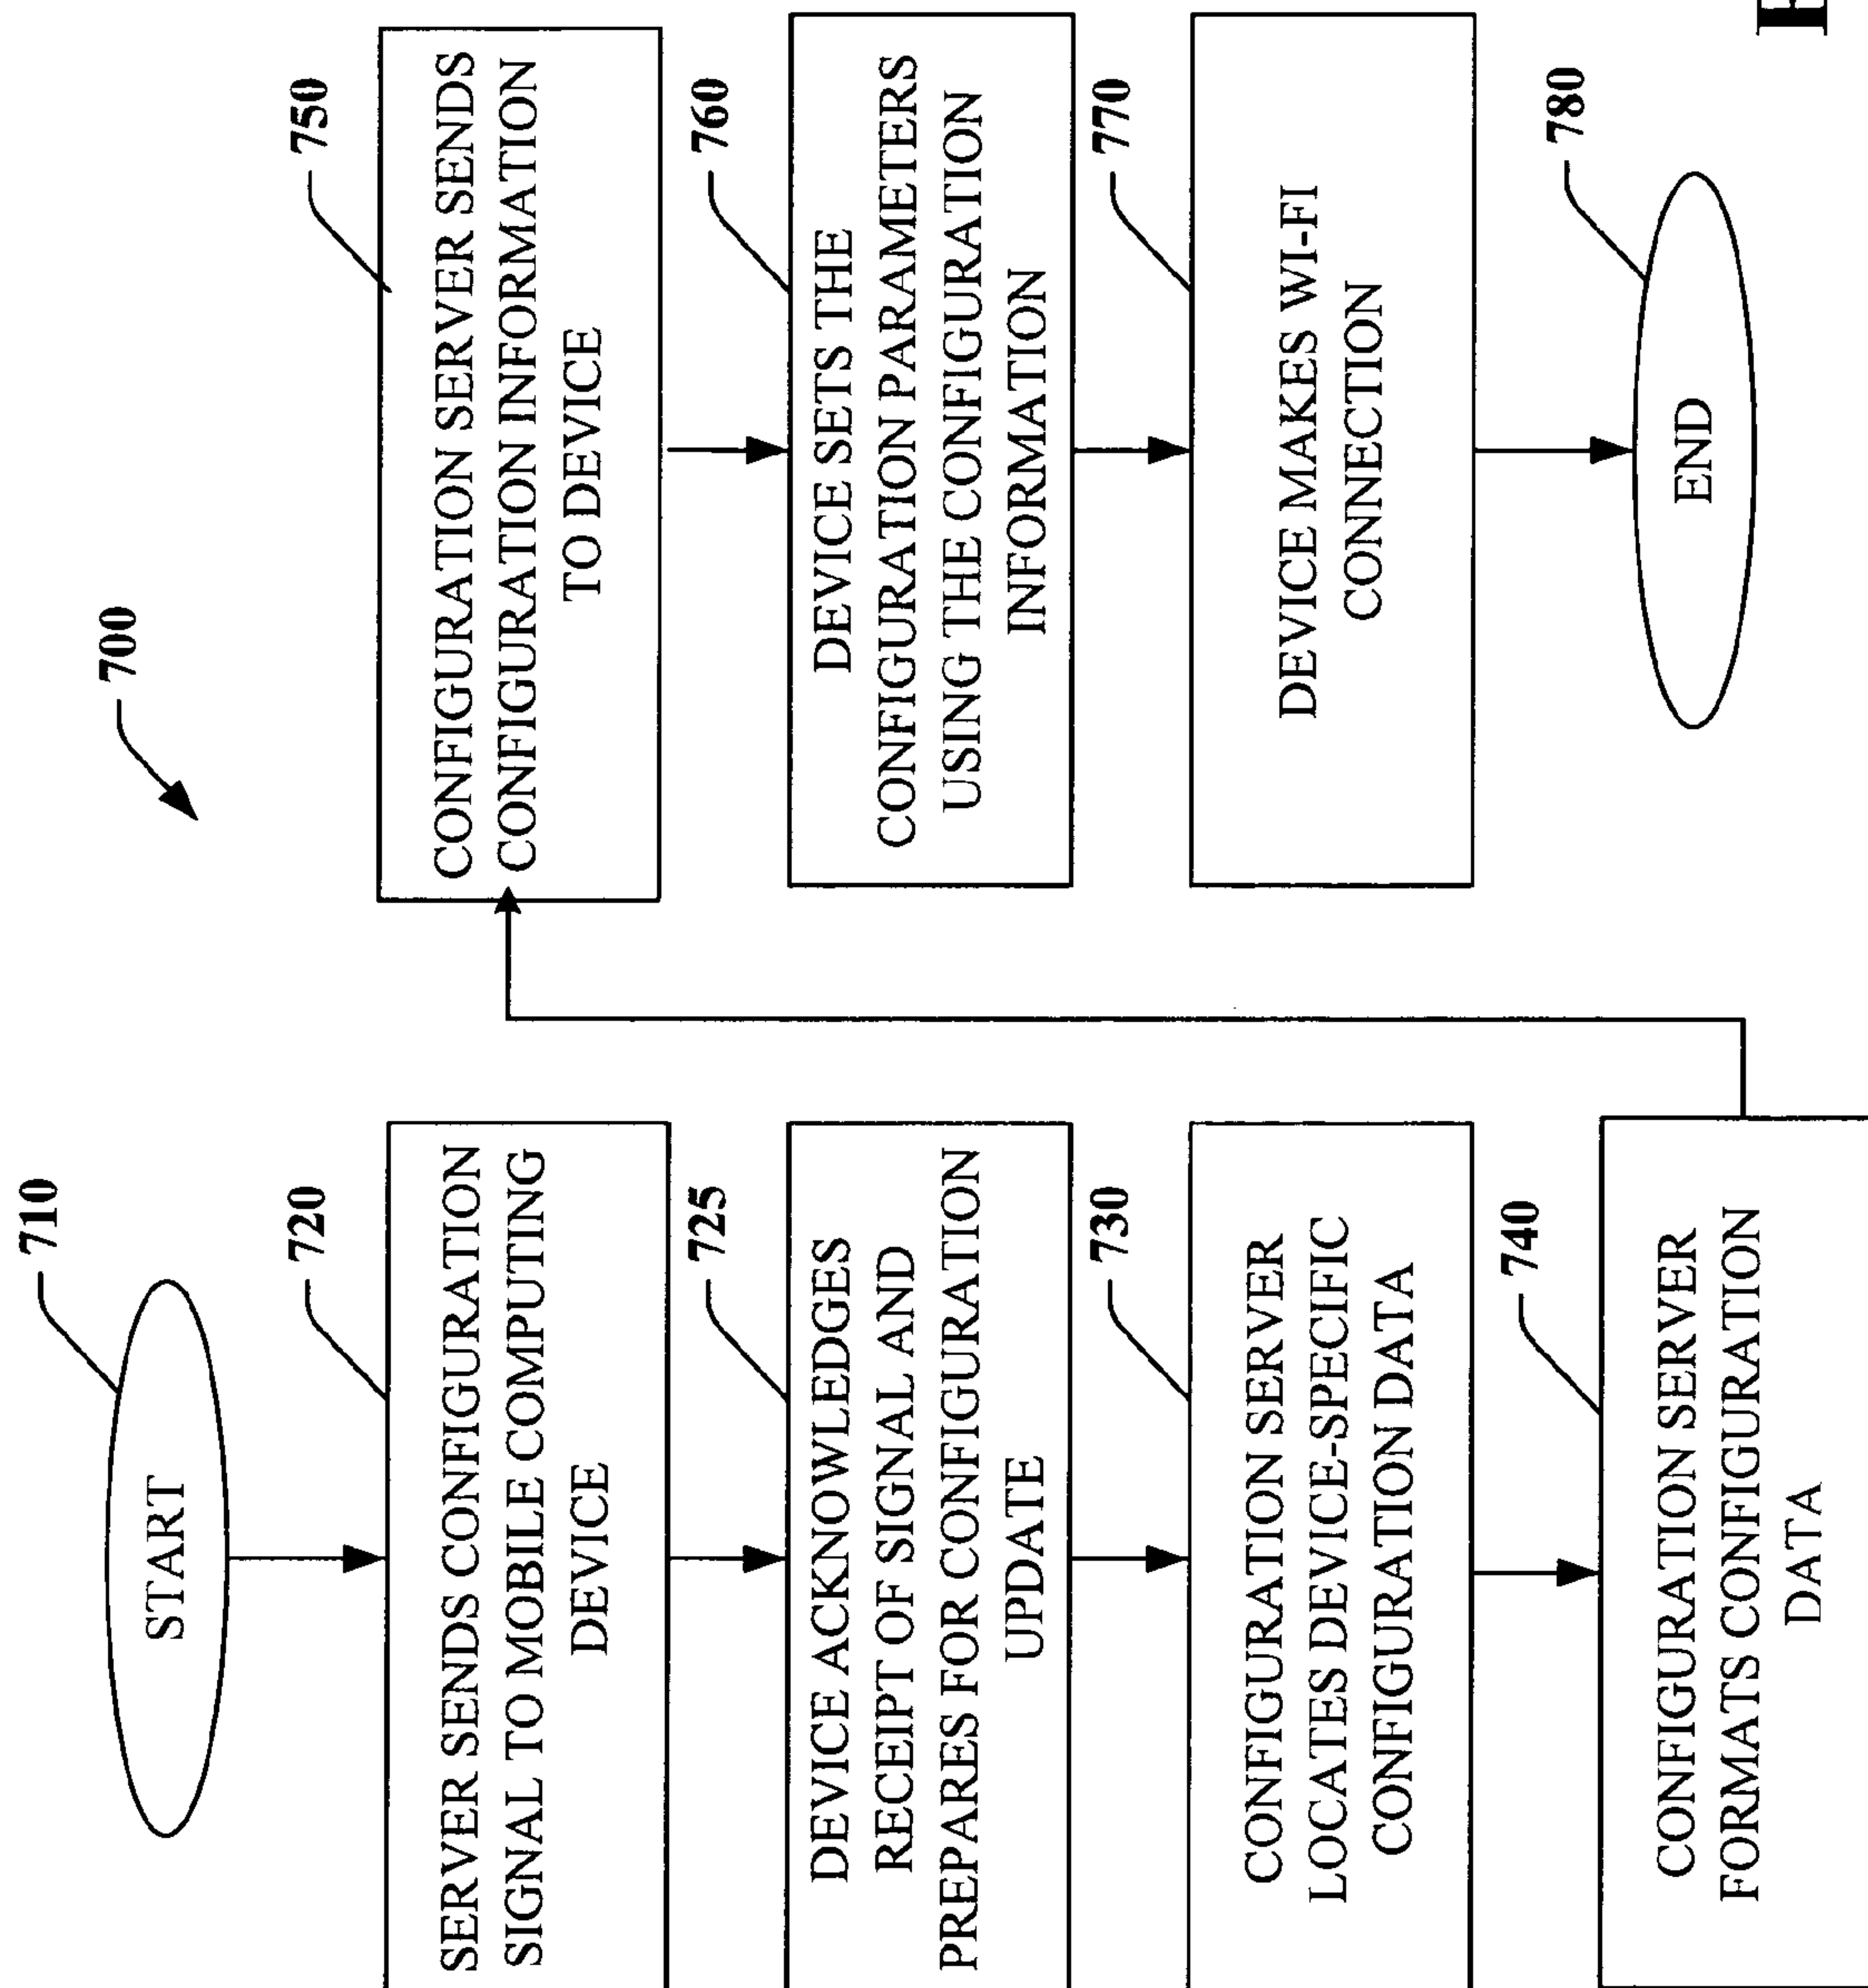 700
710
START
720
SERVER SENDS CONFIGURATION
SIGNAL TO MOBILE COMPUTING
DEVICE
725
DEVICE ACKNOWLEDGES
RECEIPT OF SIGNAL AND
PREPARES FOR CONFIGURATION
UPDATE
730
CONFIGURATION SERVER
LOCATES DEVICE-SPECIFIC
CONFIGURATION DATA
740
CONFIGURATION SERVER
FORMATS CONFIGURATION
DATA
750
CONFIGURATION SERVER SENDS
CONFIGURATION INFORMATION
TO DEVICE
760
DEVICE SETS THE
CONFIGURATION PARAMETERS
USING THE CONFIGURATION
INFORMATION
770
DEVICE MAKES WI-FI
CONNECTION
780
END